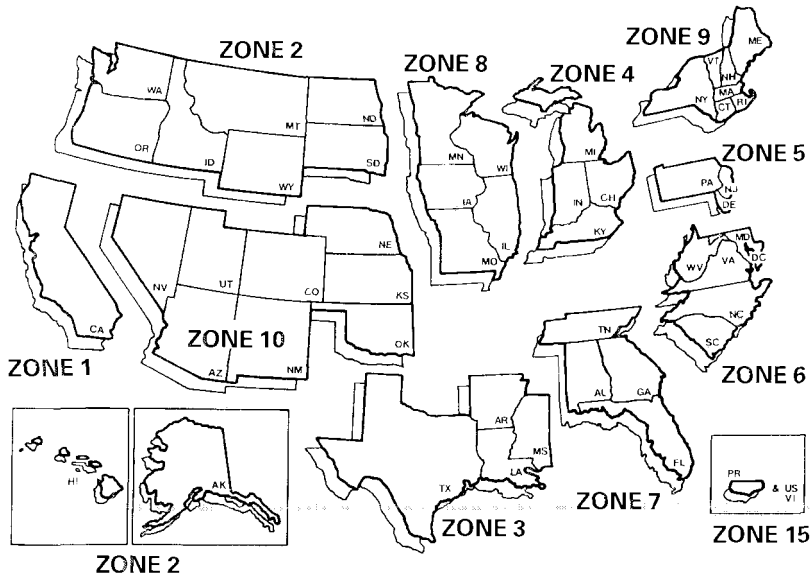 ZONE 2
WA
MT
ND
OR
ID
WY
SD
ZONE 8
MN
WI
IA
MO
IL
ZONE 4
MI
IN
OH
KY
ZONE 9
ME
VT
NH
MA
NY
CT
RI
ZONE 5
PA
NJ
DE
CA
ZONE 1
NV
UT
CO
NE
KS
OK
ZONE 10
AZ
NM
MD
DC
WV
VA
NC
SC
ZONE 6
TX
AR
LA
MS
ZONE 3
TN
AL
GA
FL
ZONE 7
HI
AK
ZONE 2
PR
& US
VI
ZONE 15